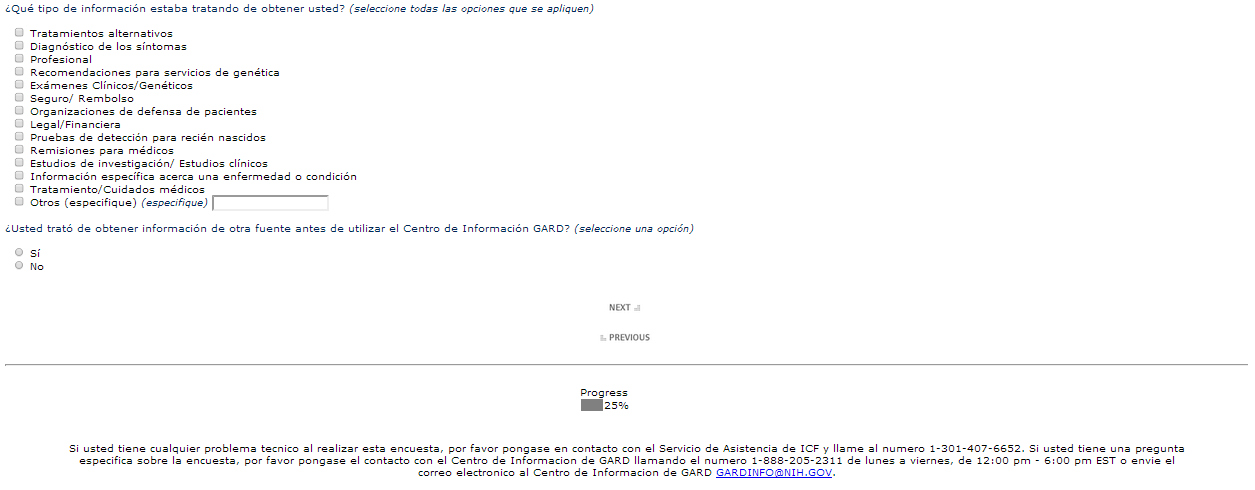 ¿Qué tipo de información estaba tratando de obtener usted? (seleccione todas las opciones que se apliquen)
Tratamientos alternativos
Diagnóstico de los síntomas
Profesional
Recomendaciones para servicios de genética
Exámenes Clínicos/Genéticos
Seguro/ Rembolso
Organizaciones de defensa de pacientes
Legal/Financiera
Pruebas de detección para recién nascidos
Remisiones para médicos
Estudios de investigación/ Estudios clínicos
Información específica acerca una enfermedad o condición
Tratamiento/Cuidados médicos
Otros (especifique) (especifique)
¿Usted trató de obtener información de otra fuente antes de utilizar el Centro de Información GARD? (seleccione una opción)
Sí
No
NEXT
PREVIOUS
Progress
25%
Si usted tiene cualquier problema tecnico al realizar esta encuesta, por favor pongase en contacto con el Servicio de Asistencia de ICF y llame al numero 1-301-407-6652. Si usted tiene una pregunta
especifica sobre la encuesta, por favor pongase el contacto con el Centro de Informacion de GARD llamando el numero 1-888-205-2311 de lunes a viernes, de 12:00 pm - 6:00 pm EST o envie el
correo electronico al Centro de Informacion de GARD GARDINFO@NIH.GOV.